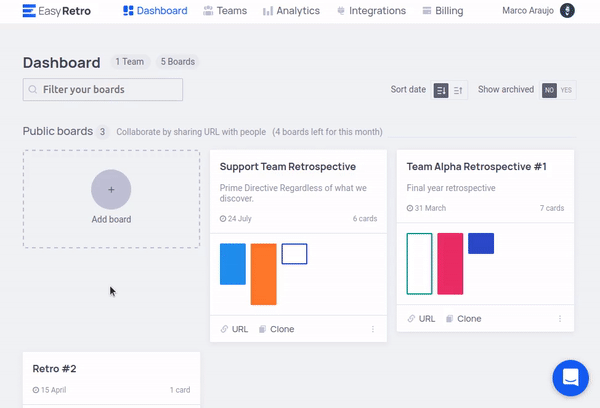 EasyRetro Dashboard Teams Analytics Integrations Billing Marco Araujo
Dashboard 1 Team 5 Boards
Filter your boards
Sort date Show archived NO YES
Public boards 3 Collaborate by sharing URL with people (4 boards left for this month)
+
Add board
Support Team Retrospective
Prime Directive Regardless of what we
discover.
24 July 6 cards
URL Clone
Team Alpha Retrospective #1
Final year retrospective
31 March 7 cards
URL Clone
Retro #2
15 April 1 card